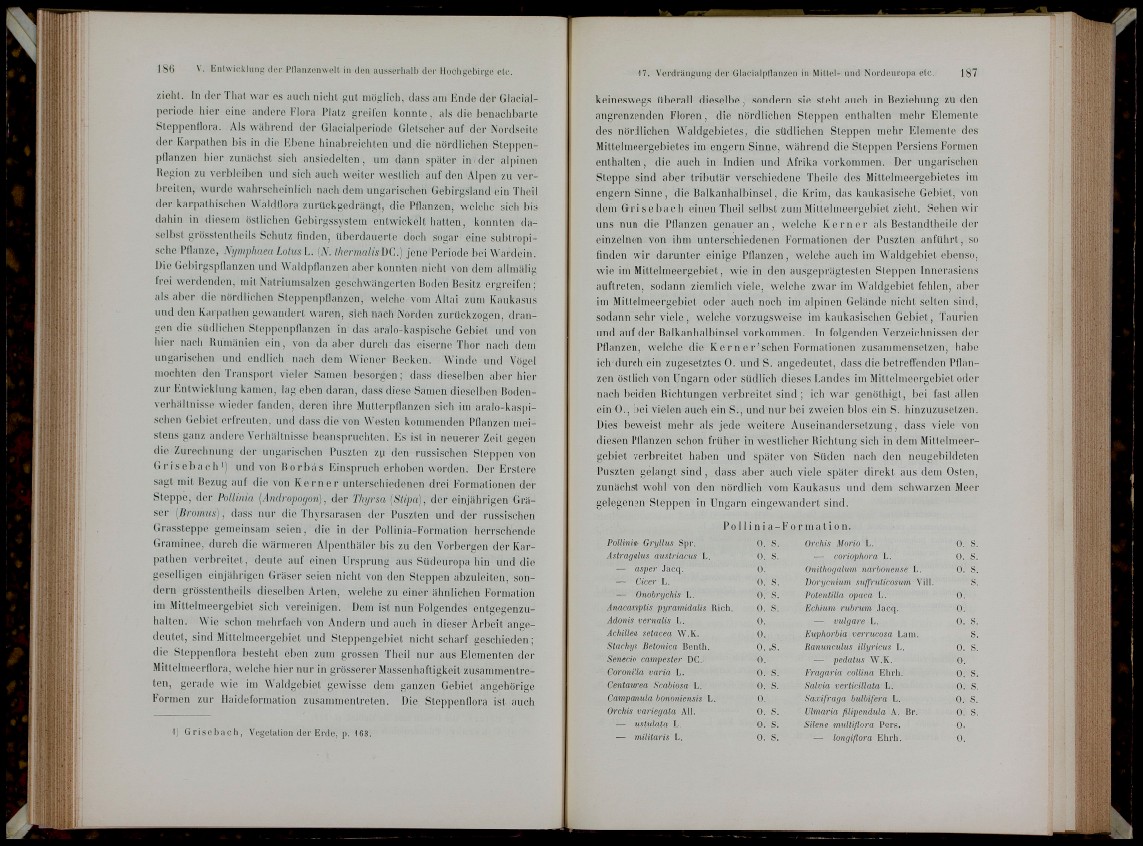 186 V. Entwicklung der Pflanzenwelt in den ausserhalb der Hochgebirge etc.
zieht. In der That war es auch nicht gut möglich, dass am Ende der Glacial-
periode hier eine andere Flora Platz greifen konnte, als die benachbarte
Steppenflora. Als während der Glacialperiode Gletscher auf der Nordseite
der Karpathen bis in die Ebene hinabreichten und die nördlichen Steppen-
pflanzen hier zunächst sich ansiedelten, um dann später in der alpinen
Region zu verbleiben und sich auch weiter westlich auf den Alpen zu ver-
breiten, wurde wahrscheinlich nach dem ungarischen Gebirgsland ein Theil
der karpathischen Waldflora zurückgedrängt, die Pflanzen, welche sich bis
dahin in diesem östlichen Gebirgssystem entwickelt hatten, konnten da-
selbst grösstentheils Schutz finden, überdauerte doch sogar eine subtropi-
sche Pflanze, Nymphaea Lotus L. (N. thermalis DC.) jene Periode bei Wardein.
Die Gebirgspflanzen und Waldpflanzen aber konnten nicht von dem allmälig
frei werdenden, mit Natriumsalzen geschwängerten Boden Besitz ergreifen;
als aber die nördlichen Steppenpflanzen, welche vom Altai zum Kaukasus
und den Karpathen gewandert waren, sich nach Norden zurückzogen, dran-
gen die südlichen Steppenpflanzen in das aralo-kaspische Gebiet und von
hier nach Rumänien ein, von da aber durch das eiserne Thor nach dem
ungarischen und endlich nach dem Wiener Becken. Winde und Vögel
mochten den Transport vieler Samen besorgen; dass dieselben aber hier
zur Entwicklung kamen, lag eben daran, dass diese Samen dieselben Boden-
verhältnisse wieder fanden, deren ihre Mutterpflanzen sich im aralo-kaspi-
schen Gebiet erfreuten, und dass die von Westen kommenden Pflanzen mei-
stens ganz andere Verhältnisse beanspruchten. Es ist in neuerer Zeit gegen
die Zurechnung der ungarischen Puszten zu den russischen Steppen von
Grisebach¹) und von Borbás Einspruch erhoben worden. Der Erstere
sagt mit Bezug auf die von Kerner unterschiedenen drei Formationen der
Steppe, der Pollinia (Andropogon), der Thyrsa (Stipa), der einjährigen Grä-
ser (Bromus), dass nur die Thyrsarasen der Puszten und der russischen
Grassteppe gemeinsam seien, die in der Pollinia-Formation herrschende
Graminee, durch die wärmeren Alpenthäler bis zu den Vorbergen der Kar-
pathen verbreitet, deute auf einen Ursprung aus Südeuropa hin und die
geselligen einjährigen Gräser seien nicht von den Steppen abzuleiten, son-
dern grösstentheils dieselben Arten, welche zu einer ähnlichen Formation
im Mittelmeergebiet sich vereinigen. Dem ist nun Folgendes entgegenzu-
halten. Wie schon mehrfach von Andern und auch in dieser Arbeit ange-
deutet, sind Mittelmeergebiet und Steppengebiet nicht scharf geschieden;
die Steppenflora besteht eben zum grossen Theil nur aus Elementen der
Mittelmeerflora, welche hier nur in grösserer Massenhaftigkeit zusammentre-
ten, gerade wie im Waldgebiet gewisse dem ganzen Gebiet angehörige
Formen zur Haideformation zusammentreten. Die Steppenflora ist auch
1) Grisebach, Vegetation der Erde, p. 468.
17. Verdrängung der Glacialpflanzen in Mittel- und Nordeuropa etc. 187
keineswegs überall dieselbe, sondern sie steht auch in Beziehung zu den
angrenzenden Floren, die nördlichen Steppen enthalten mehr Elemente
des nördlichen Waldgebietes, die südlichen Steppen mehr Elemente des
Mittelmeergebietes im engern Sinne, während die Steppen Persiens Formen
enthalten, die auch in Indien und Afrika vorkommen. Der ungarischen
Steppe sind aber tributär verschiedene Theile des Mittelmeergebietes im
engern Sinne, die Balkanhalbinsel, die Krim, das kaukasische Gebiet, von
dem Grisebach einen Theil selbst zum Mittelmeergebiet zieht. Sehen wir
uns nun die Pflanzen genauer an, welche Kerner als Bestandtheile der
einzelnen von ihm unterschiedenen Formationen der Puszten anführt, so
finden wir darunter einige Pflanzen, welche auch im Waldgebiet ebenso,
wie im Mittelmeergebiet, wie in den ausgeprägtesten Steppen Innerasiens
auftreten, sodann ziemlich viele, welche zwar im Waldgebiet fehlen, aber
im Mittelmeergebiet oder auch noch im alpinen Gelände nicht selten sind,
sodann sehr viele, welche vorzugsweise im kaukasischen Gebiet, Taurien
und auf der Balkanhalbinsel vorkommen. In folgenden Verzeichnissen der
Pflanzen, welche die Kerner'schen Formationen zusammensetzen, habe
ich durch ein zugesetztes O. und S. angedeutet, dass die betreffenden Pflan-
zen östlich von Ungarn oder südlich dieses Landes im Mittelmeergebiet oder
nach beiden Richtungen verbreitet sind; ich war genöthigt, bei fast allen
ein O., bei vielen auch ein S., und nur bei zweien blos ein S. hinzuzusetzen.
Dies beweist mehr als jede weitere Auseinandersetzung, dass viele von
diesen Pflanzen schon früher in westlicher Richtung sich in dem Mittelmeer-
gebiet verbreitet haben und später von Süden nach den neugebildeten
Puszten gelangt sind, dass aber auch viele später direkt aus dem Osten,
zunächst wohl von den nördlich vom Kaukasus und dem schwarzen Meer
gelegenen Steppen in Ungarn eingewandert sind.
Pollinia-Formation.
Pollinia Gryllus Spr. O. S.
Astragalus austriacus L. O. S.
— asper Jacq. O.
— Cicer L. O. S.
— Onobrychis L. O. S.
Anacamptis pyramidalis Rich. O. S.
Adonis vernalis L. O.
Achillea setacea W.K. O.
Stachys Betonica Benth. O. S.
Senecio campester DC. O.
Coronilla varia L. O. S.
Centaurea Scabiosa L. O. S.
Campanula bononiensis L. O
Orchis variegata All. O. S.
— ustulata L. O. S.
— militaris L. O. S.
Orchis Morio L. O. S.
— coriophora L. O. S.
Onithogalum narbonense L. O. S.
Dorycnium suffruticosum Vill. S.
Potentilla opaca L. O.
Echium rubrum Jacq. O.
— vulgare L. O. S.
Euphorbia verrucosa Lam. S.
Ranunculus illyricus L. O. S.
— pedatus W.K. O.
Fragaria collina Ehrh. O. S.
Salvia verticillata L. O. S.
Saxifraga bulbifera L. O. S.
Ulmaria filipendula A. Br. O. S.
Silene multiflora Pers. O.
— longiflora Ehrh. O.